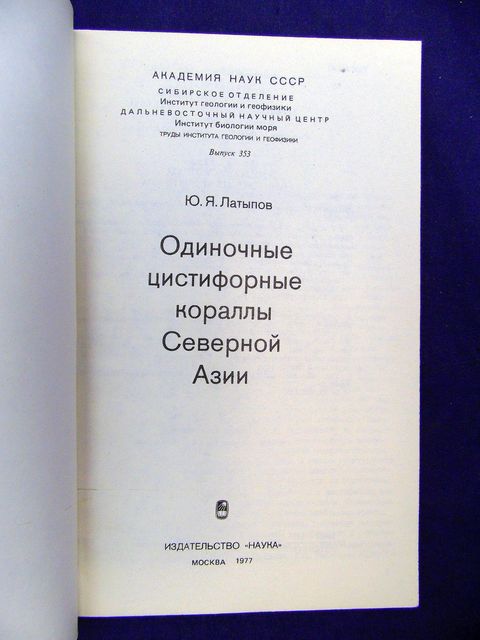 АКАДЕМИЯ НАУК СССР
СИБИРСКОЕ ОТДЕЛЕНИЕ
Институт геологии и геофизики
ДАЛЬНЕВОСТОЧНЫЙ НАУЧНЫЙ ЦЕНТР
Институт биологии моря
ТРУДЫ ИНСТИТУТА ГЕОЛОГИИ И ГЕОФИЗИКИ
Выпуск 353
Ю. Я. Латыпов
Одиночные
цистифорные
кораллы
Северной
Азии
ИЗДАТЕЛЬСТВО «НАУКА»
МОСКВА 1977